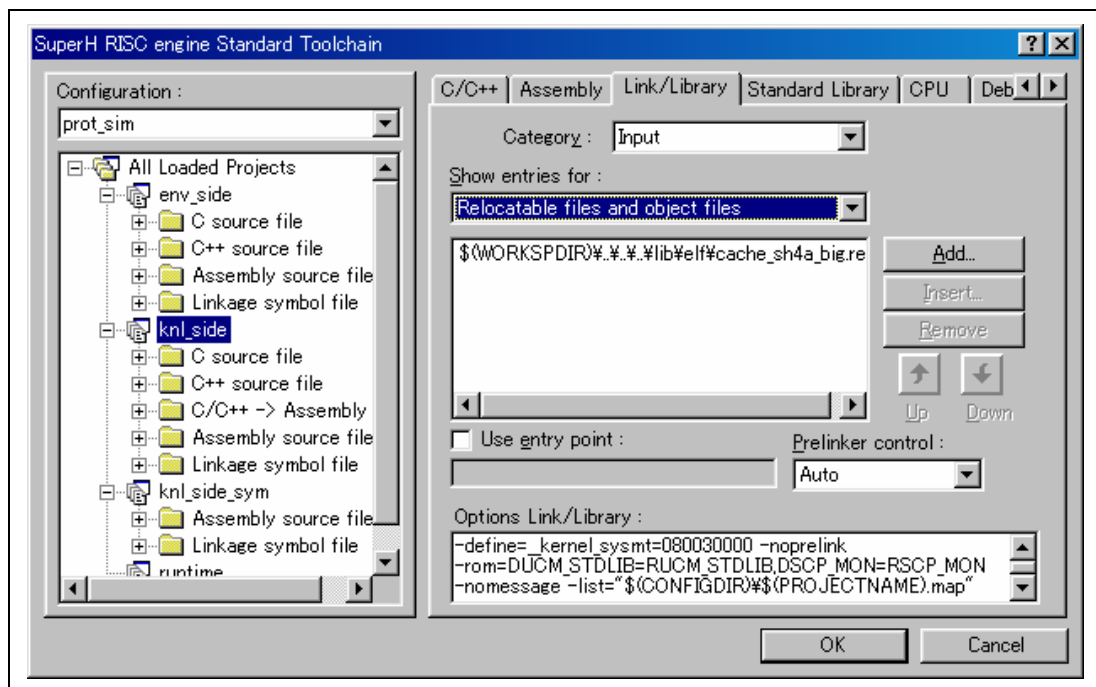 SuperH RISC engine Standard Toolchain
Configuration :
prot_sim
All Loaded Projects
env_side
C source file
C++ source file
Assembly source file
Linkage symbol file
knl_side
C source file
C++ source file
C/C++ -> Assembly
Assembly source file
Linkage symbol file
knl_side_sym
Assembly source file
Linkage symbol file
runtime
C/C++ Assembly Link/Library Standard Library CPU Deb
Category : Input
Show entries for :
Relocatable files and object files
$(WORKSPDIR)¥..¥..¥..¥lib¥elf¥cache_sh4a_big.re
Add...
Insert...
Remove
Up Down
Use entry point :
Prelinker control :
Auto
Options Link/Library :
-define=__kernel_sysmt=080030000 -noprelink
-rom=DUCM_STDLIB=RUCM_STDLIB,DSCP_MON=RSCP_MON
-nomessage -list="$(CONFIGDIR)¥$(PROJECTNAME).map"
OK Cancel